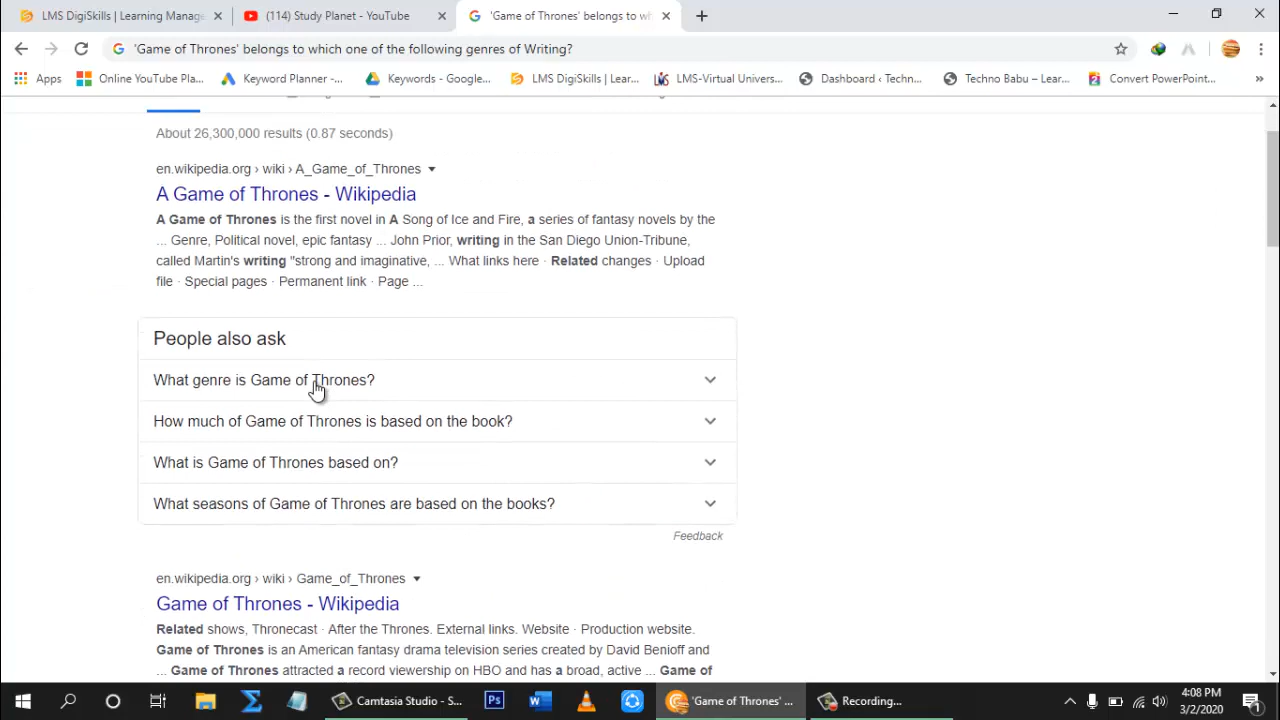 LMS DigiSkills | Learning Manage
(114) Study Planet - YouTube
'Game of Thrones' belongs to wh
'Game of Thrones' belongs to which one of the following genres of Writing?
Apps
Online YouTube Pla...
Keyword Planner -...
Keywords - Google...
LMS DigiSkills | Lear...
LMS-Virtual Univers...
Dashboard ‹ Techn...
Techno Babu – Lear...
Convert PowerPoint...
»
About 26,300,000 results (0.87 seconds)
en.wikipedia.org › wiki › A_Game_of_Thrones
A Game of Thrones - Wikipedia
A Game of Thrones is the first novel in A Song of Ice and Fire, a series of fantasy novels by the
... Genre, Political novel, epic fantasy ... John Prior, writing in the San Diego Union-Tribune,
called Martin's writing "strong and imaginative, ... What links here · Related changes · Upload
file · Special pages · Permanent link · Page ...
People also ask
What genre is Game of Thrones?
How much of Game of Thrones is based on the book?
What is Game of Thrones based on?
What seasons of Game of Thrones are based on the books?
Feedback
en.wikipedia.org › wiki › Game_of_Thrones
Game of Thrones - Wikipedia
Related shows, Thronecast · After the Thrones. External links. Website · Production website.
Game of Thrones is an American fantasy drama television series created by David Benioff and
... Game of Thrones attracted a record viewership on HBO and has a broad, active ... Game of
Camtasia Studio - S...
'Game of Thrones' ...
Recording...
4:08 PM
3/2/2020